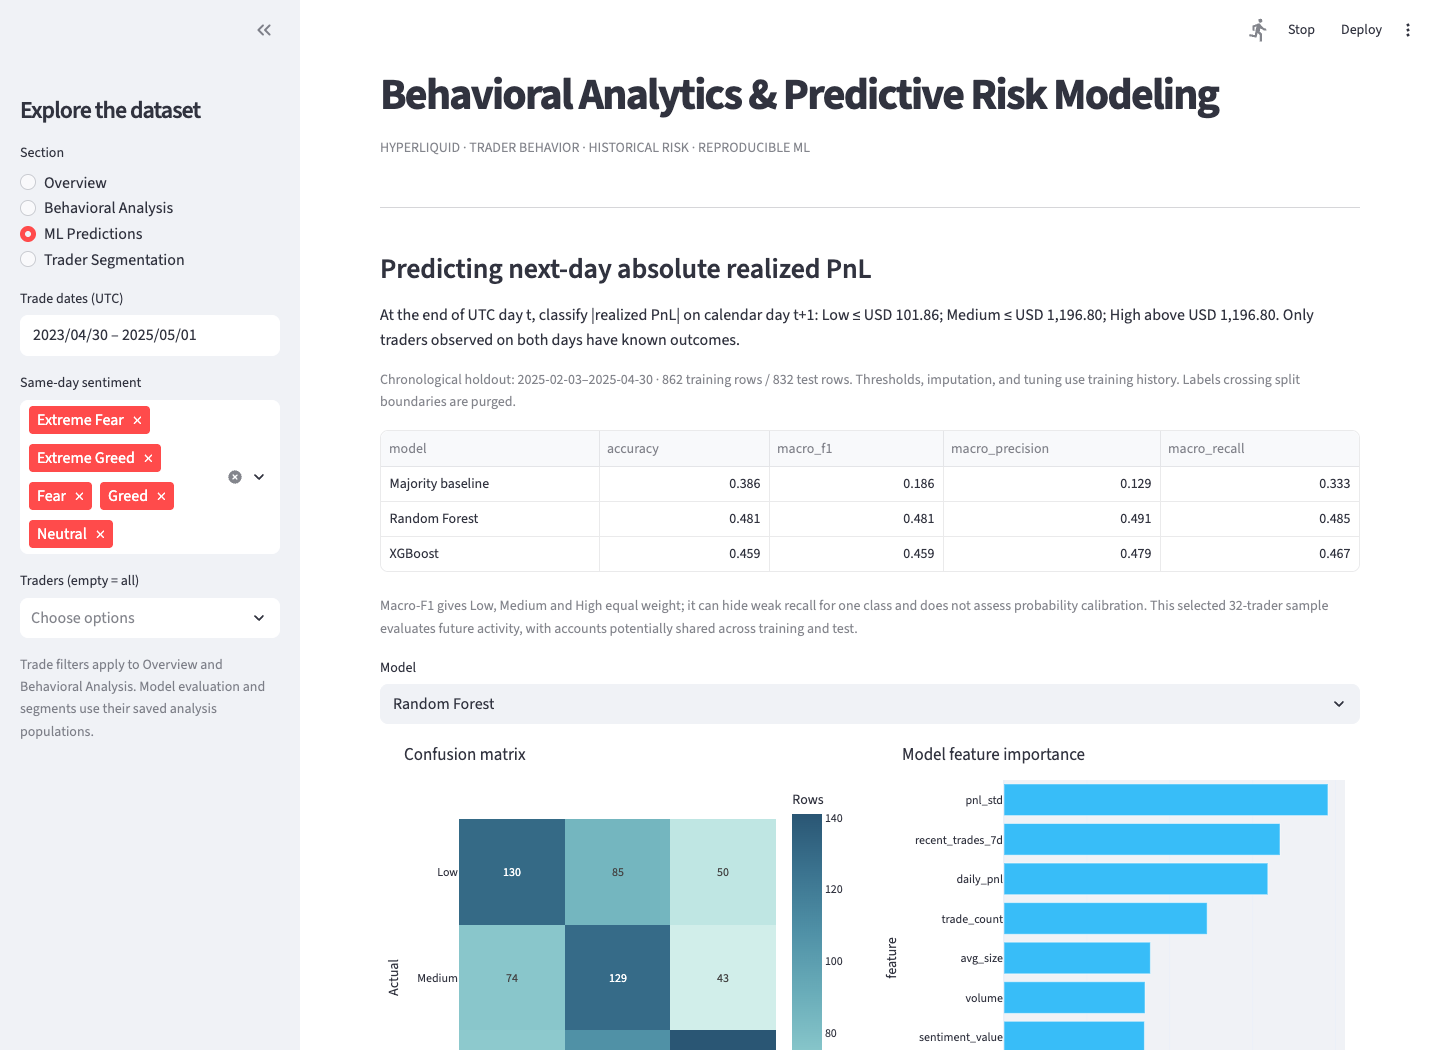 Stop
Deploy
Explore the dataset
Section
Overview
Behavioral Analysis
ML Predictions
Trader Segmentation
Trade dates (UTC)
2023/04/30 – 2025/05/01
Same-day sentiment
Extreme Fear ×
Extreme Greed ×
Fear × Greed ×
Neutral ×
Traders (empty = all)
Choose options
Trade filters apply to Overview and
Behavioral Analysis. Model evaluation and
segments use their saved analysis
populations.
Behavioral Analytics & Predictive Risk Modeling
HYPERLIQUID · TRADER BEHAVIOR · HISTORICAL RISK · REPRODUCIBLE ML
Predicting next-day absolute realized PnL
At the end of UTC day t, classify |realized PnL| on calendar day t+1: Low ≤ USD 101.86; Medium ≤ USD 1,196.80; High above USD 1,196.80. Only
traders observed on both days have known outcomes.
Chronological holdout: 2025-02-03–2025-04-30 · 862 training rows / 832 test rows. Thresholds, imputation, and tuning use training history. Labels crossing split
boundaries are purged.
model accuracy macro_f1 macro_precision macro_recall
Majority baseline 0.386 0.186 0.129 0.333
Random Forest 0.481 0.481 0.491 0.485
XGBoost 0.459 0.459 0.479 0.467
Macro-F1 gives Low, Medium and High equal weight; it can hide weak recall for one class and does not assess probability calibration. This selected 32-trader sample
evaluates future activity, with accounts potentially shared across training and test.
Model
Random Forest
Confusion matrix
Rows
140
120
100
80
Low 130 85 50
Medium 74 129 43
Actual
Model feature importance
pnl_std
recent_trades_7d
daily_pnl
trade_count
avg_size
volume
sentiment_value
feature